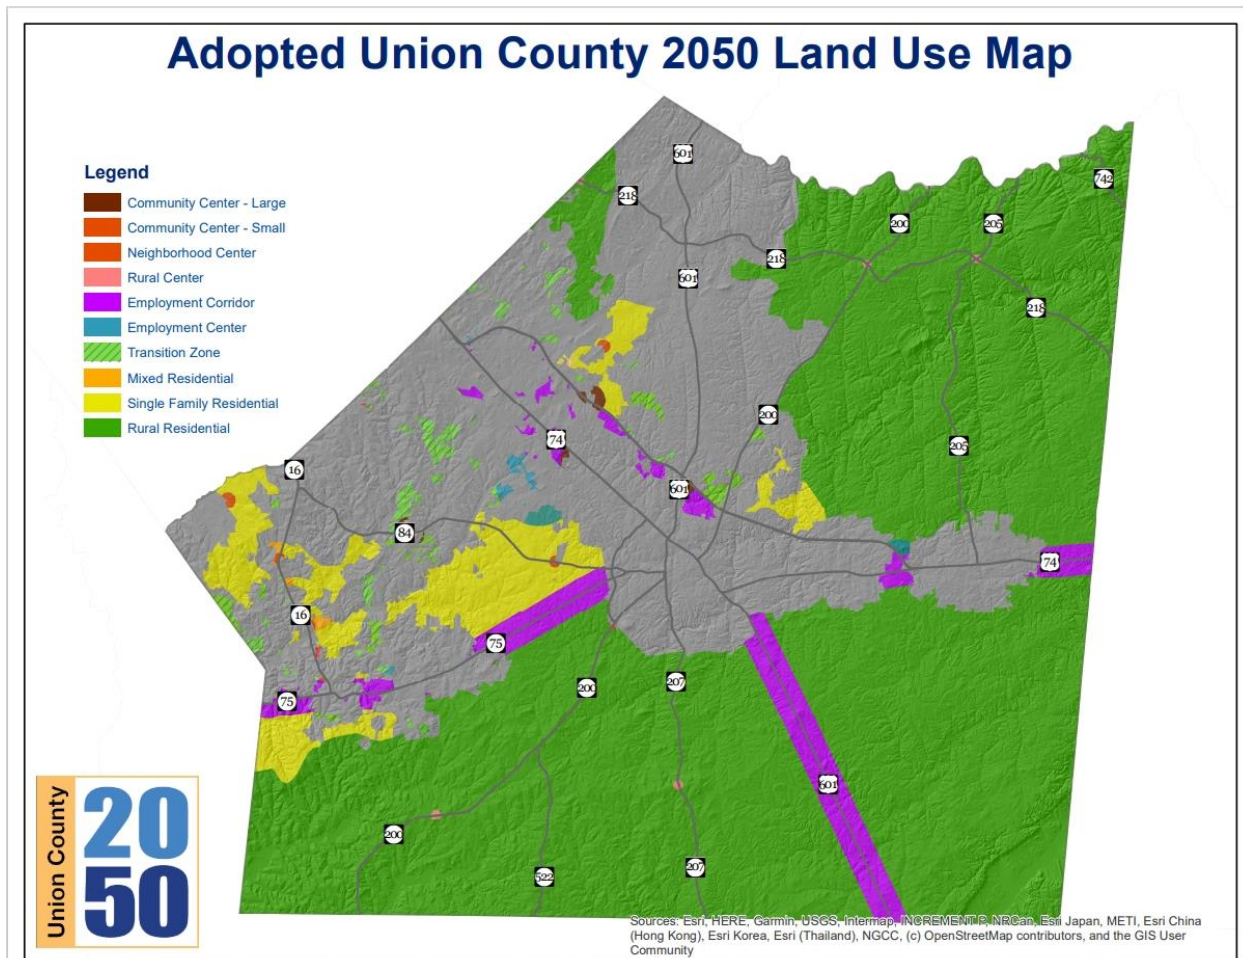 Adopted Union County 2050 Land Use Map
Legend
Community Center - Large
Community Center - Small
Neighborhood Center
Rural Center
Employment Corridor
Employment Center
Transition Zone
Mixed Residential
Single Family Residential
Rural Residential
601
218
742
200
205
218
601
218
200
74
205
16
601
84
74
16
75
200
207
75
601
200
207
522
Union County
20
50
Sources: Esri, HERE, Garmin, USGS, Intermap, INCREMENT P, NRCan, Esri Japan, METI, Esri China
(Hong Kong), Esri Korea, Esri (Thailand), NGCC, (c) OpenStreetMap contributors, and the GIS User
Community